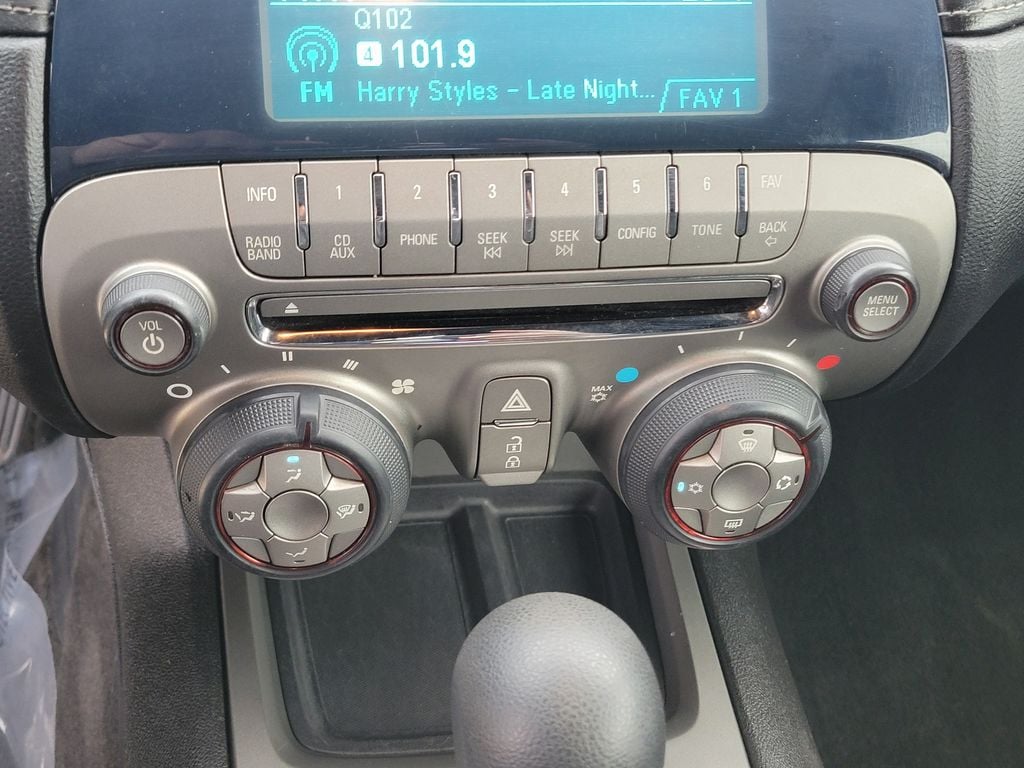 Q102
4 101.9
FM Harry Styles - Late Night... FAV 1
INFO 1 2 3 4 5 6 FAV
RADIO BAND CD AUX PHONE SEEK SEEK CONFIG TONE BACK
VOL
MENU
SELECT
MAX